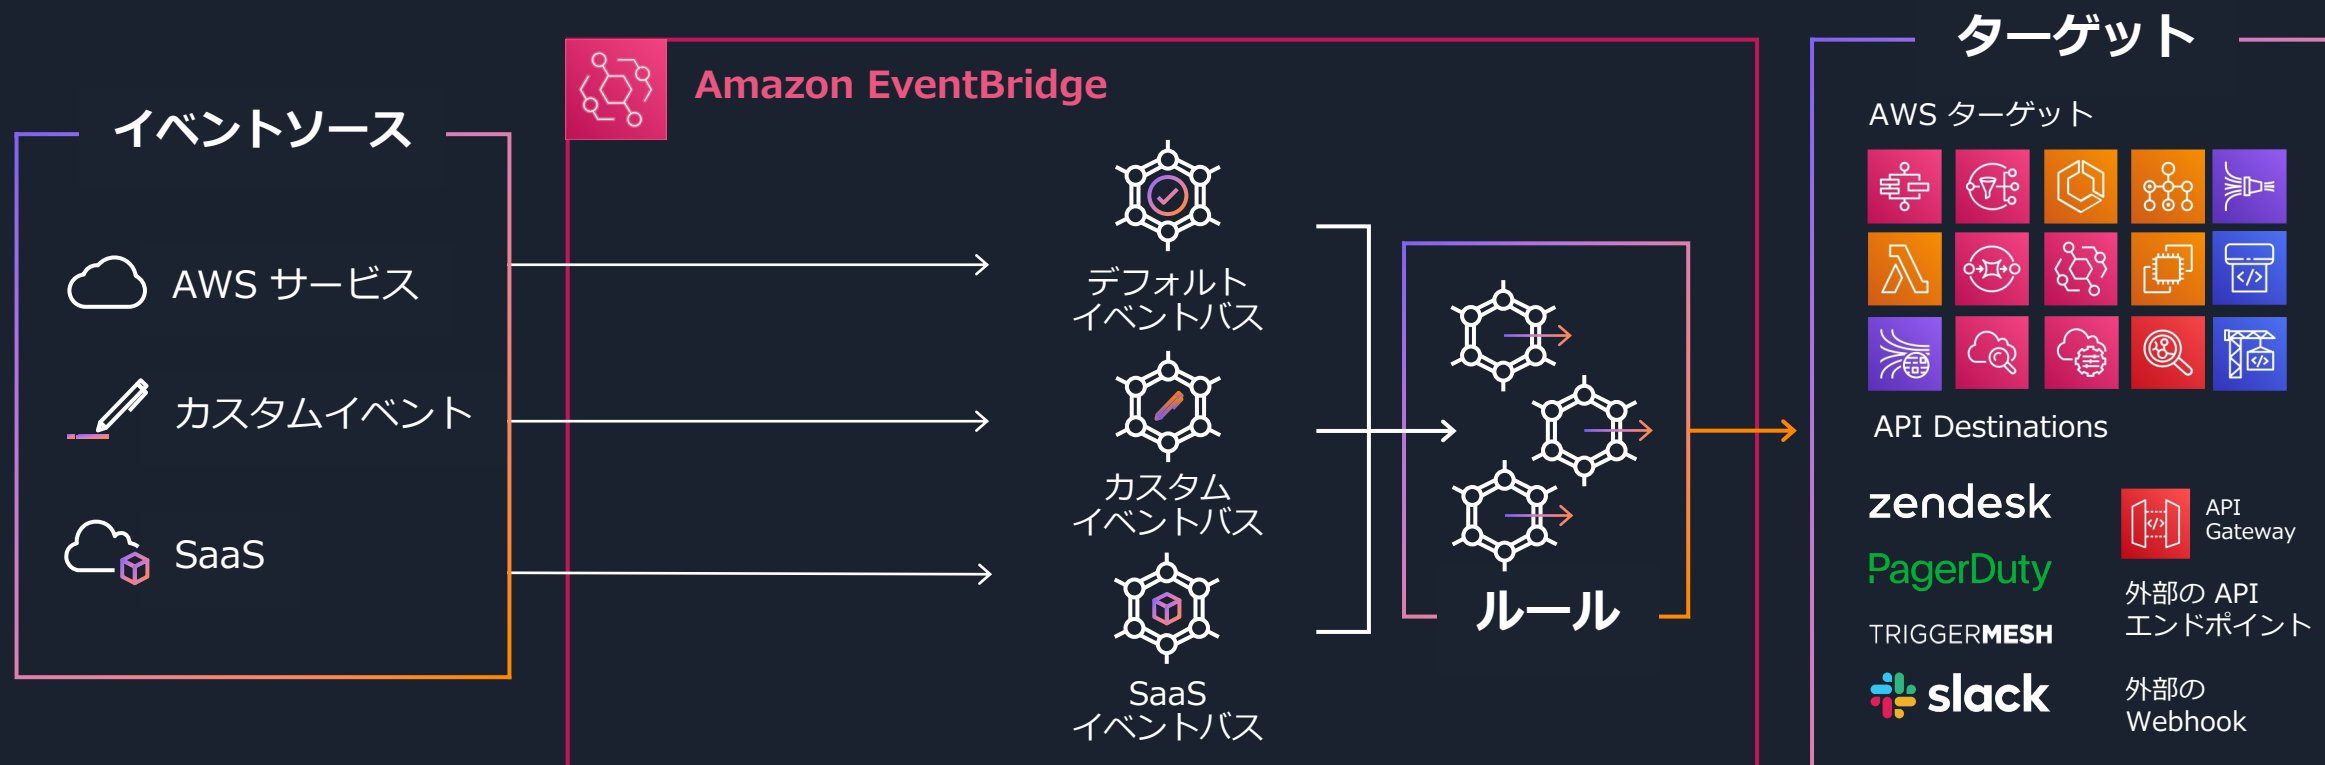 イベントソース
AWS サービス
カスタムイベント
SaaS
Amazon EventBridge
デフォルト
イベントバス
カスタム
イベントバス
SaaS
イベントバス
ルール
ターゲット
AWS ターゲット
API Destinations
zendesk
PagerDuty
TRIGGERMESH
slack
API
Gateway
外部の API
エンドポイント
外部の
Webhook